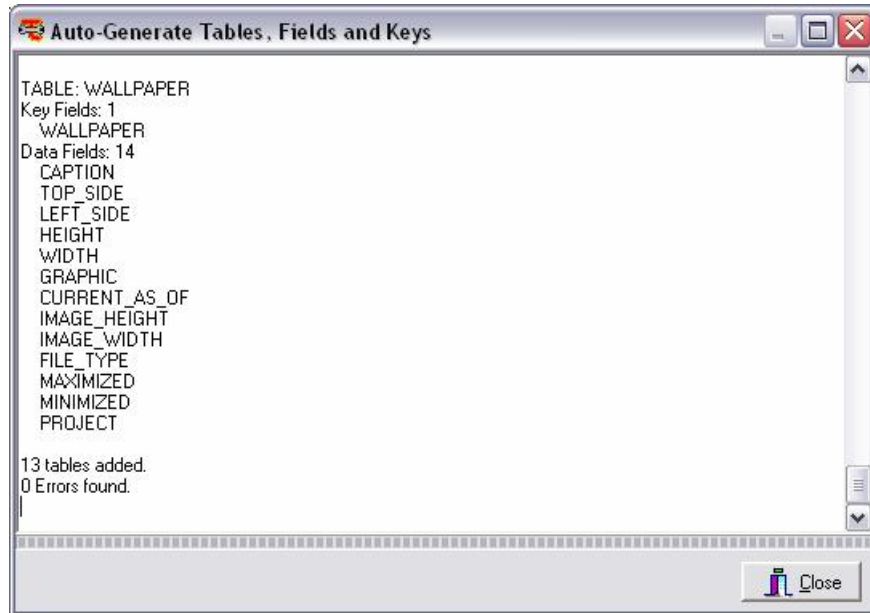 Auto-Generate Tables, Fields and Keys
TABLE: WALLPAPER
Key Fields: 1
WALLPAPER
Data Fields: 14
CAPTION
TOP_SIDE
LEFT_SIDE
HEIGHT
WIDTH
GRAPHIC
CURRENT_AS_OF
IMAGE_HEIGHT
IMAGE_WIDTH
FILE_TYPE
MAXIMIZED
MINIMIZED
PROJECT
13 tables added.
0 Errors found.
Close